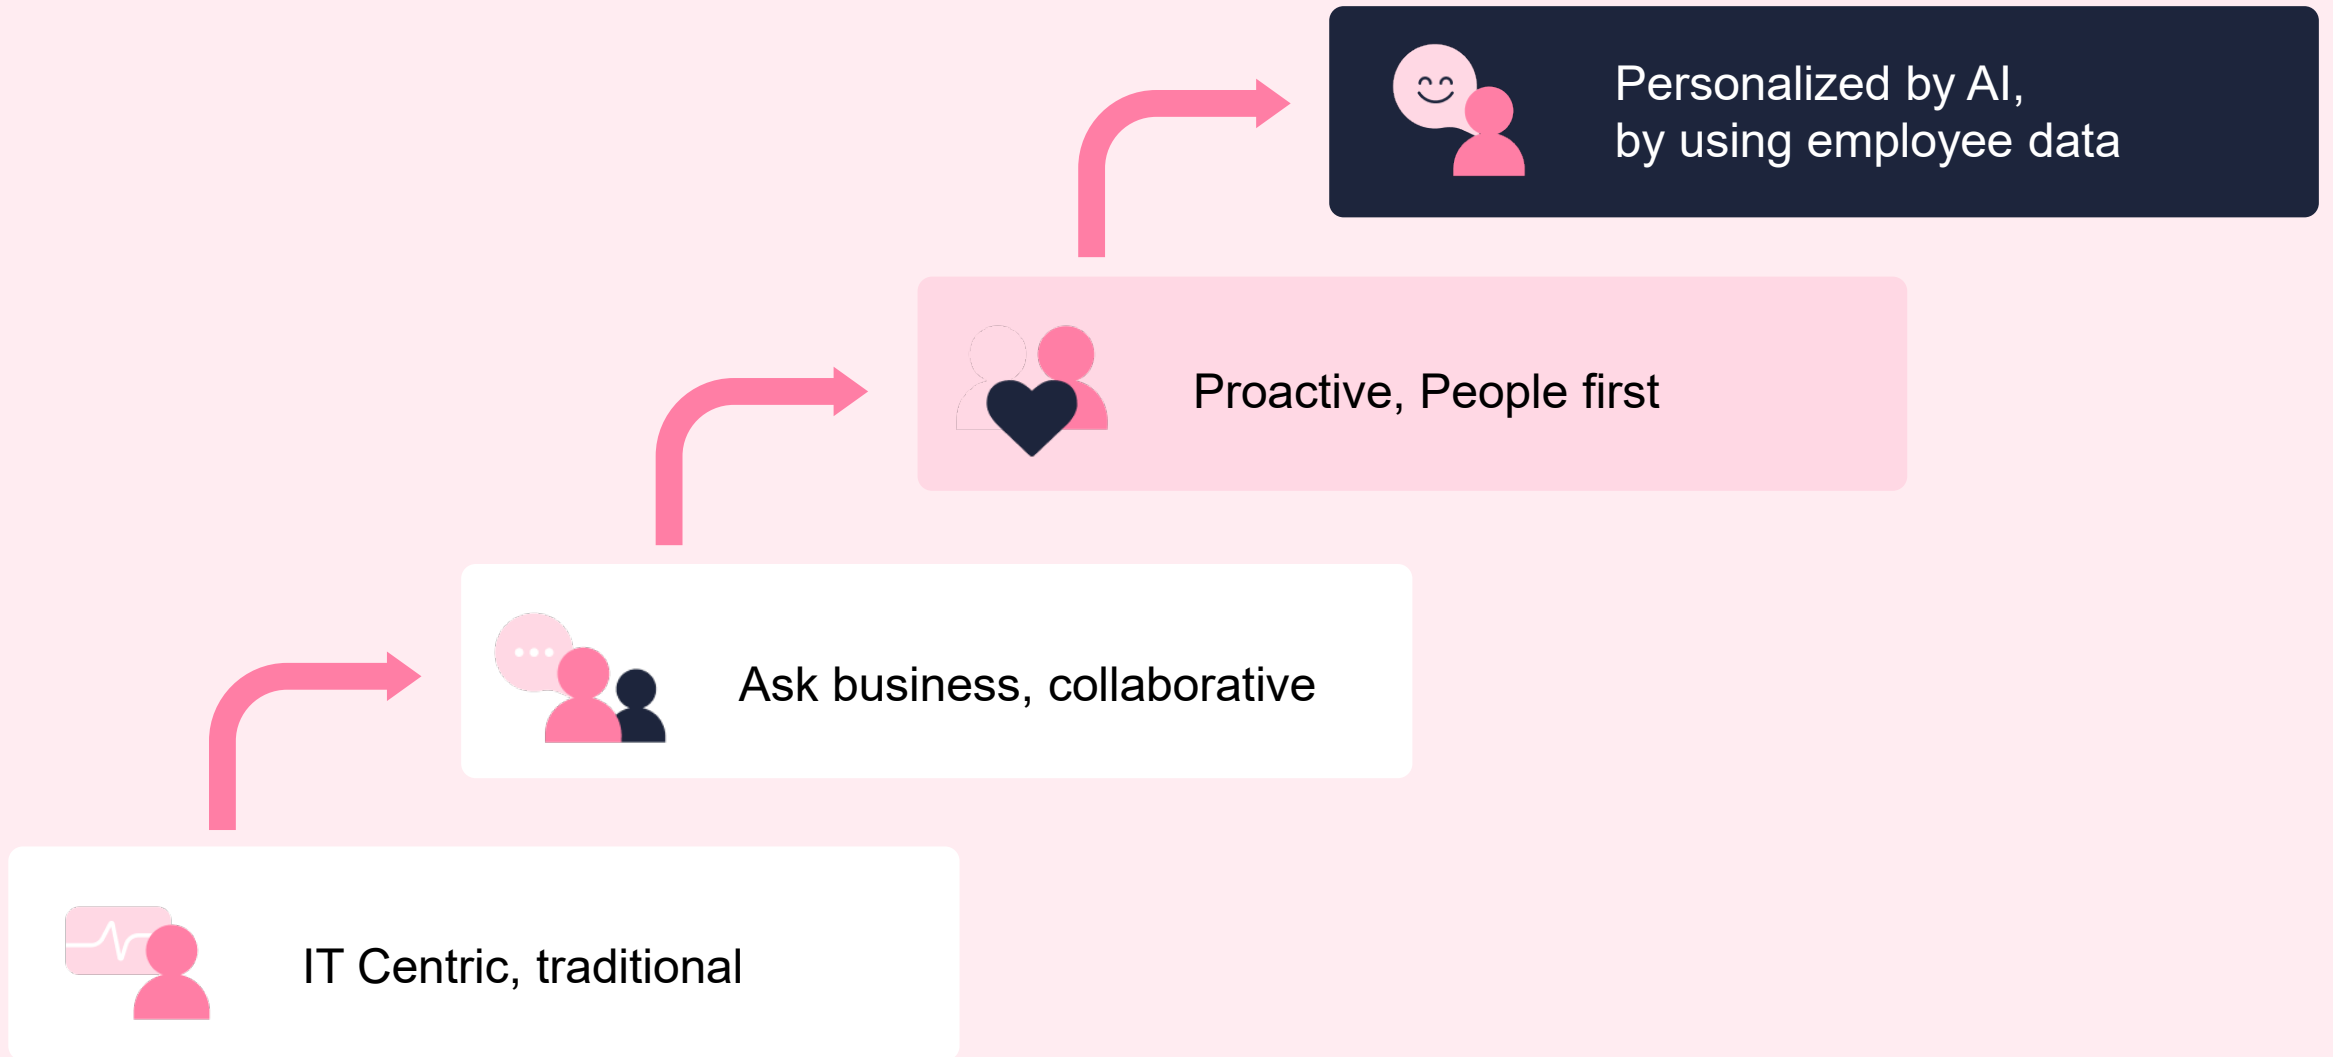 Personalized by AI,
by using employee data
Proactive, People first
Ask business, collaborative
IT Centric, traditional